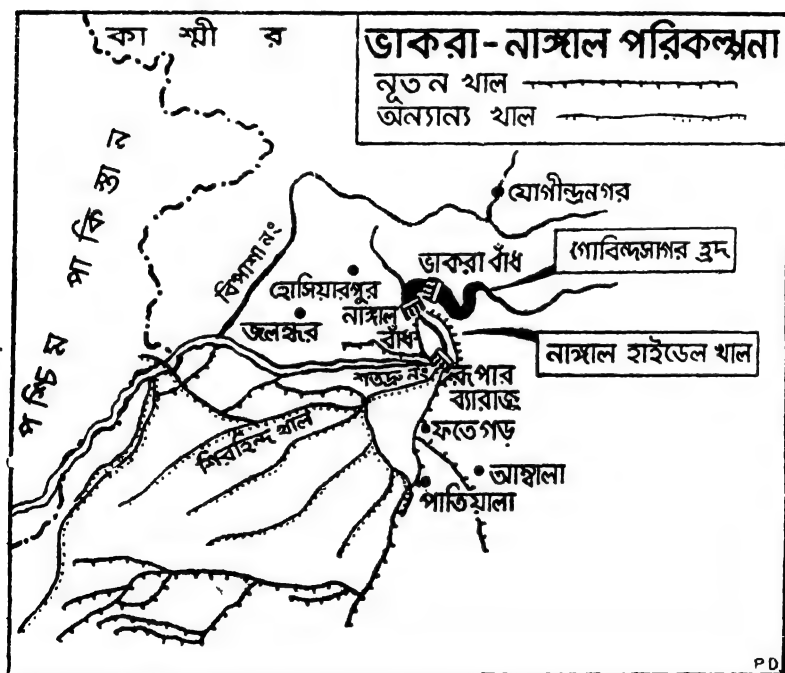 কাশ্মীর
ভাকরা-নাঙ্গাল পরিকল্পনা
নূতন খাল
অন্যান্য খাল
পশ্চিম পাকিস্তান
যোগীন্দ্রনগর
বিপাশা নং
ভাকরা বাঁধ
গোবিন্দসাগর হ্রদ
হোসিয়ারপুর
নাঙ্গাল
বাঁধ
জলন্ধর
নাঙ্গাল হাইডেল খাল
শতদ্রু নং
রূপার
ব্যারাজ
ফতেগড়
শিরহিন্দ খাল
আম্বালা
পাতিয়ালা
P D